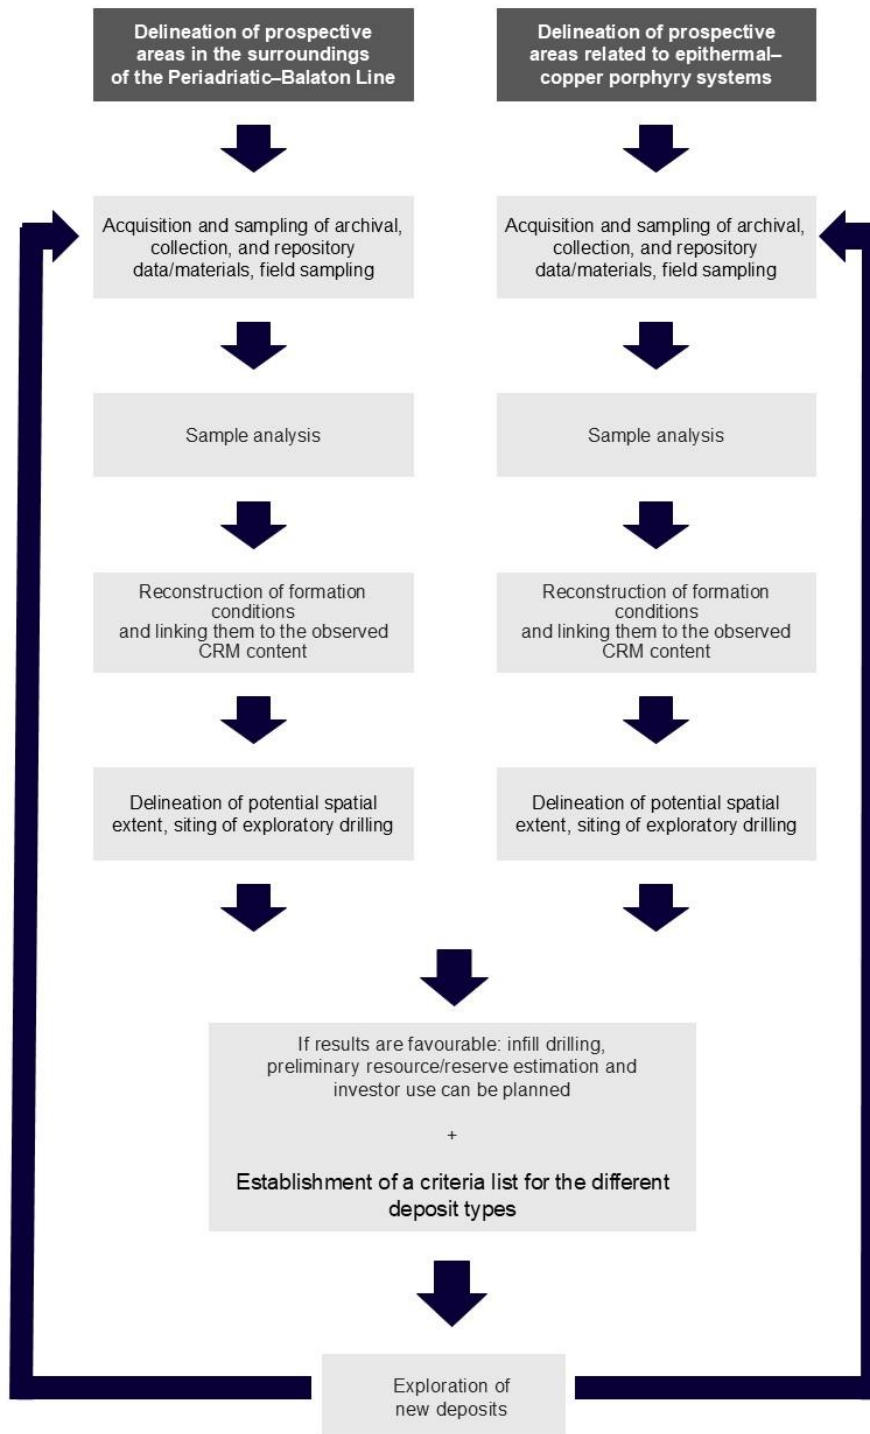 Delineation of prospective
areas in the surroundings
of the Periadriatic–Balaton Line
Delineation of prospective
areas related to epithermal–
copper porphyry systems
Acquisition and sampling of archival,
collection, and repository
data/materials, field sampling
Acquisition and sampling of archival,
collection, and repository
data/materials, field sampling
Sample analysis
Sample analysis
Reconstruction of formation
conditions
and linking them to the observed
CRM content
Reconstruction of formation
conditions
and linking them to the observed
CRM content
Delineation of potential spatial
extent, siting of exploratory drilling
Delineation of potential spatial
extent, siting of exploratory drilling
If results are favourable: infill drilling,
preliminary resource/reserve estimation and
investor use can be planned
+
Establishment of a criteria list for the different
deposit types
Exploration of
new deposits